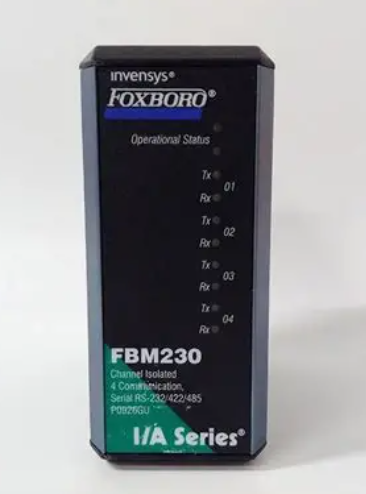 invensys®
FOXBORO®
Operational Status
Tx
01
Rx
Tx
02
Rx
Tx
03
Rx
Tx
04
Rx
FBM230
Channel Isolated
4 Communication,
Serial RS-232/422/485
P0926GU
I/A Series®